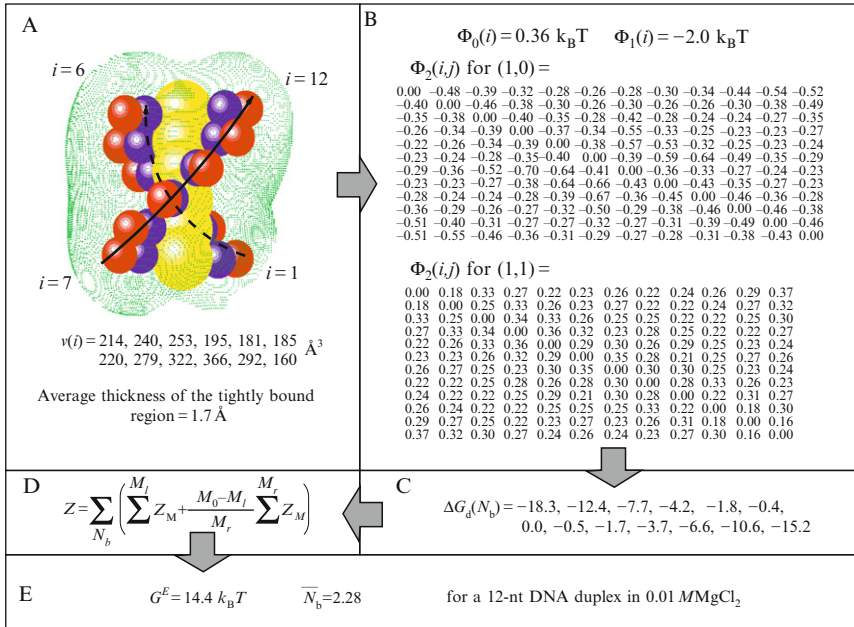 A
i=6
i=12
i=7
i=1
v(i) = 214, 240, 253, 195, 181, 185
220, 279, 322, 366, 292, 160 Å³
Average thickness of the tightly bound
region = 1.7 Å
B
Φ₀(i) = 0.36 k_BT Φ₁(i) = −2.0 k_BT
Φ₂(i,j) for (1,0) =
0.00 −0.48 −0.39 −0.32 −0.28 −0.26 −0.28 −0.30 −0.34 −0.44 −0.54 −0.52
−0.40 0.00 −0.46 −0.38 −0.30 −0.26 −0.30 −0.26 −0.26 −0.30 −0.38 −0.49
−0.35 −0.38 0.00 −0.40 −0.35 −0.28 −0.42 −0.28 −0.24 −0.24 −0.27 −0.35
−0.26 −0.34 −0.39 0.00 −0.37 −0.34 −0.55 −0.33 −0.25 −0.23 −0.23 −0.27
−0.22 −0.26 −0.34 −0.39 0.00 −0.38 −0.57 −0.53 −0.32 −0.25 −0.23 −0.24
−0.23 −0.24 −0.28 −0.35 −0.40 0.00 −0.39 −0.59 −0.64 −0.49 −0.35 −0.29
−0.29 −0.36 −0.52 −0.70 −0.64 −0.41 0.00 −0.36 −0.33 −0.27 −0.24 −0.23
−0.23 −0.23 −0.27 −0.38 −0.64 −0.66 −0.43 0.00 −0.43 −0.35 −0.27 −0.23
−0.28 −0.24 −0.24 −0.28 −0.39 −0.67 −0.36 −0.45 0.00 −0.46 −0.36 −0.28
−0.36 −0.29 −0.26 −0.27 −0.32 −0.50 −0.29 −0.38 −0.46 0.00 −0.46 −0.38
−0.51 −0.40 −0.31 −0.27 −0.27 −0.32 −0.27 −0.31 −0.39 −0.49 0.00 −0.46
−0.51 −0.55 −0.46 −0.36 −0.31 −0.29 −0.27 −0.28 −0.31 −0.38 −0.43 0.00
Φ₂(i,j) for (1,1) =
0.00 0.18 0.33 0.27 0.22 0.23 0.26 0.22 0.24 0.26 0.29 0.37
0.18 0.00 0.25 0.33 0.26 0.23 0.27 0.22 0.22 0.24 0.27 0.32
0.33 0.25 0.00 0.34 0.33 0.26 0.25 0.25 0.22 0.22 0.25 0.30
0.27 0.33 0.34 0.00 0.36 0.32 0.23 0.28 0.25 0.22 0.22 0.27
0.22 0.26 0.33 0.36 0.00 0.29 0.30 0.26 0.29 0.25 0.23 0.24
0.23 0.23 0.26 0.32 0.29 0.00 0.35 0.28 0.21 0.25 0.27 0.26
0.26 0.27 0.25 0.23 0.30 0.35 0.00 0.30 0.30 0.25 0.23 0.24
0.22 0.22 0.25 0.28 0.26 0.28 0.30 0.00 0.28 0.33 0.26 0.23
0.24 0.22 0.22 0.25 0.29 0.21 0.30 0.28 0.00 0.22 0.31 0.27
0.26 0.24 0.22 0.22 0.25 0.25 0.25 0.33 0.22 0.00 0.18 0.30
0.29 0.27 0.25 0.22 0.23 0.27 0.23 0.26 0.31 0.18 0.00 0.16
0.37 0.32 0.30 0.27 0.24 0.26 0.24 0.23 0.27 0.30 0.16 0.00
D
Z = ∑_{N_b} (∑^{M_l} Z_M + (M_0−M_l)/M_r ∑^{M_r} Z_M)
C
ΔG_d(N_b) = −18.3, −12.4, −7.7, −4.2, −1.8, −0.4,
0.0, −0.5, −1.7, −3.7, −6.6, −10.6, −15.2
E
G^E = 14.4 k_BT N̅_b = 2.28 for a 12-nt DNA duplex in 0.01 MMgCl₂